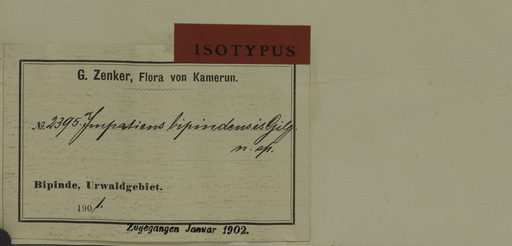 ISOTYPUS
G. Zenker, Flora von Kamerun.
No. 2395. Impatiens bipindensis Gilg.
n. sp.
Bipinde, Urwaldgebiet.
1901.
Zugegangen Januar 1902.